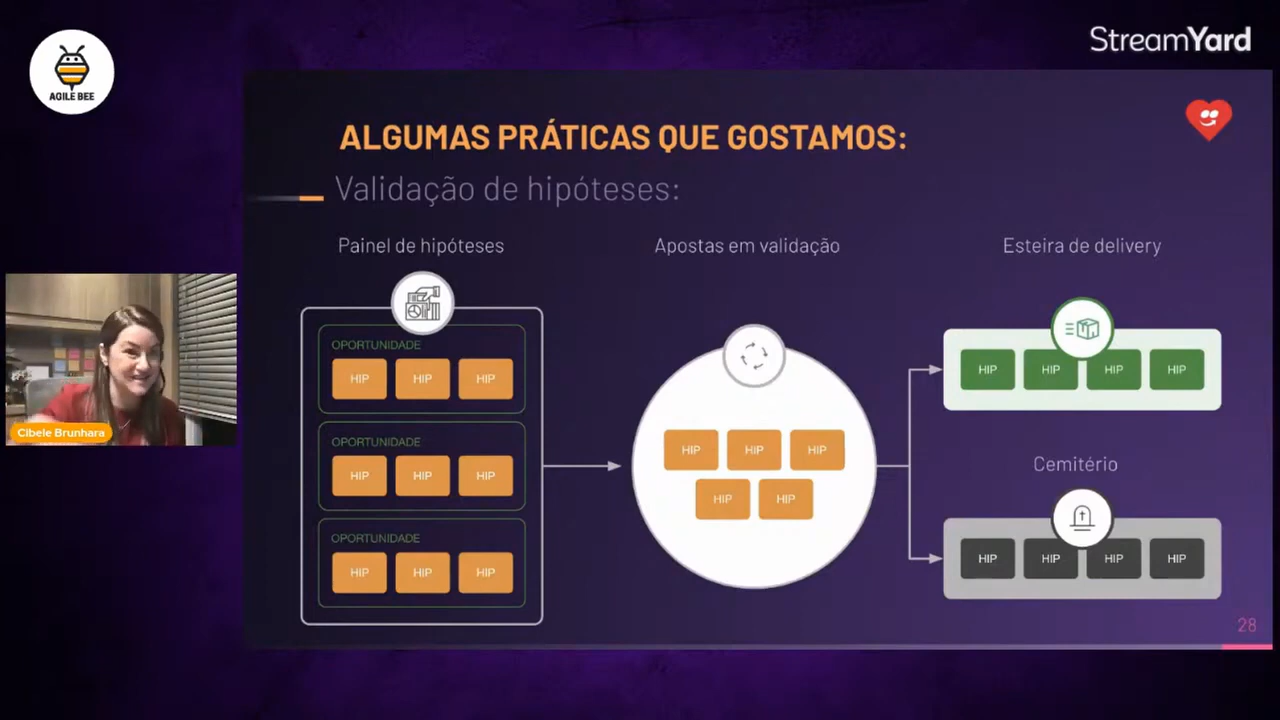 AGILE BEE
StreamYard
ALGUMAS PRÁTICAS QUE GOSTAMOS:
Validação de hipóteses:
Painel de hipóteses
OPORTUNIDADE
HIP HIP HIP
OPORTUNIDADE
HIP HIP HIP
OPORTUNIDADE
HIP HIP HIP
Apostas em validação
HIP HIP HIP
HIP HIP
Esteira de delivery
HIP HIP HIP HIP
Cemitério
HIP HIP HIP HIP
Cibele Brunhara
28